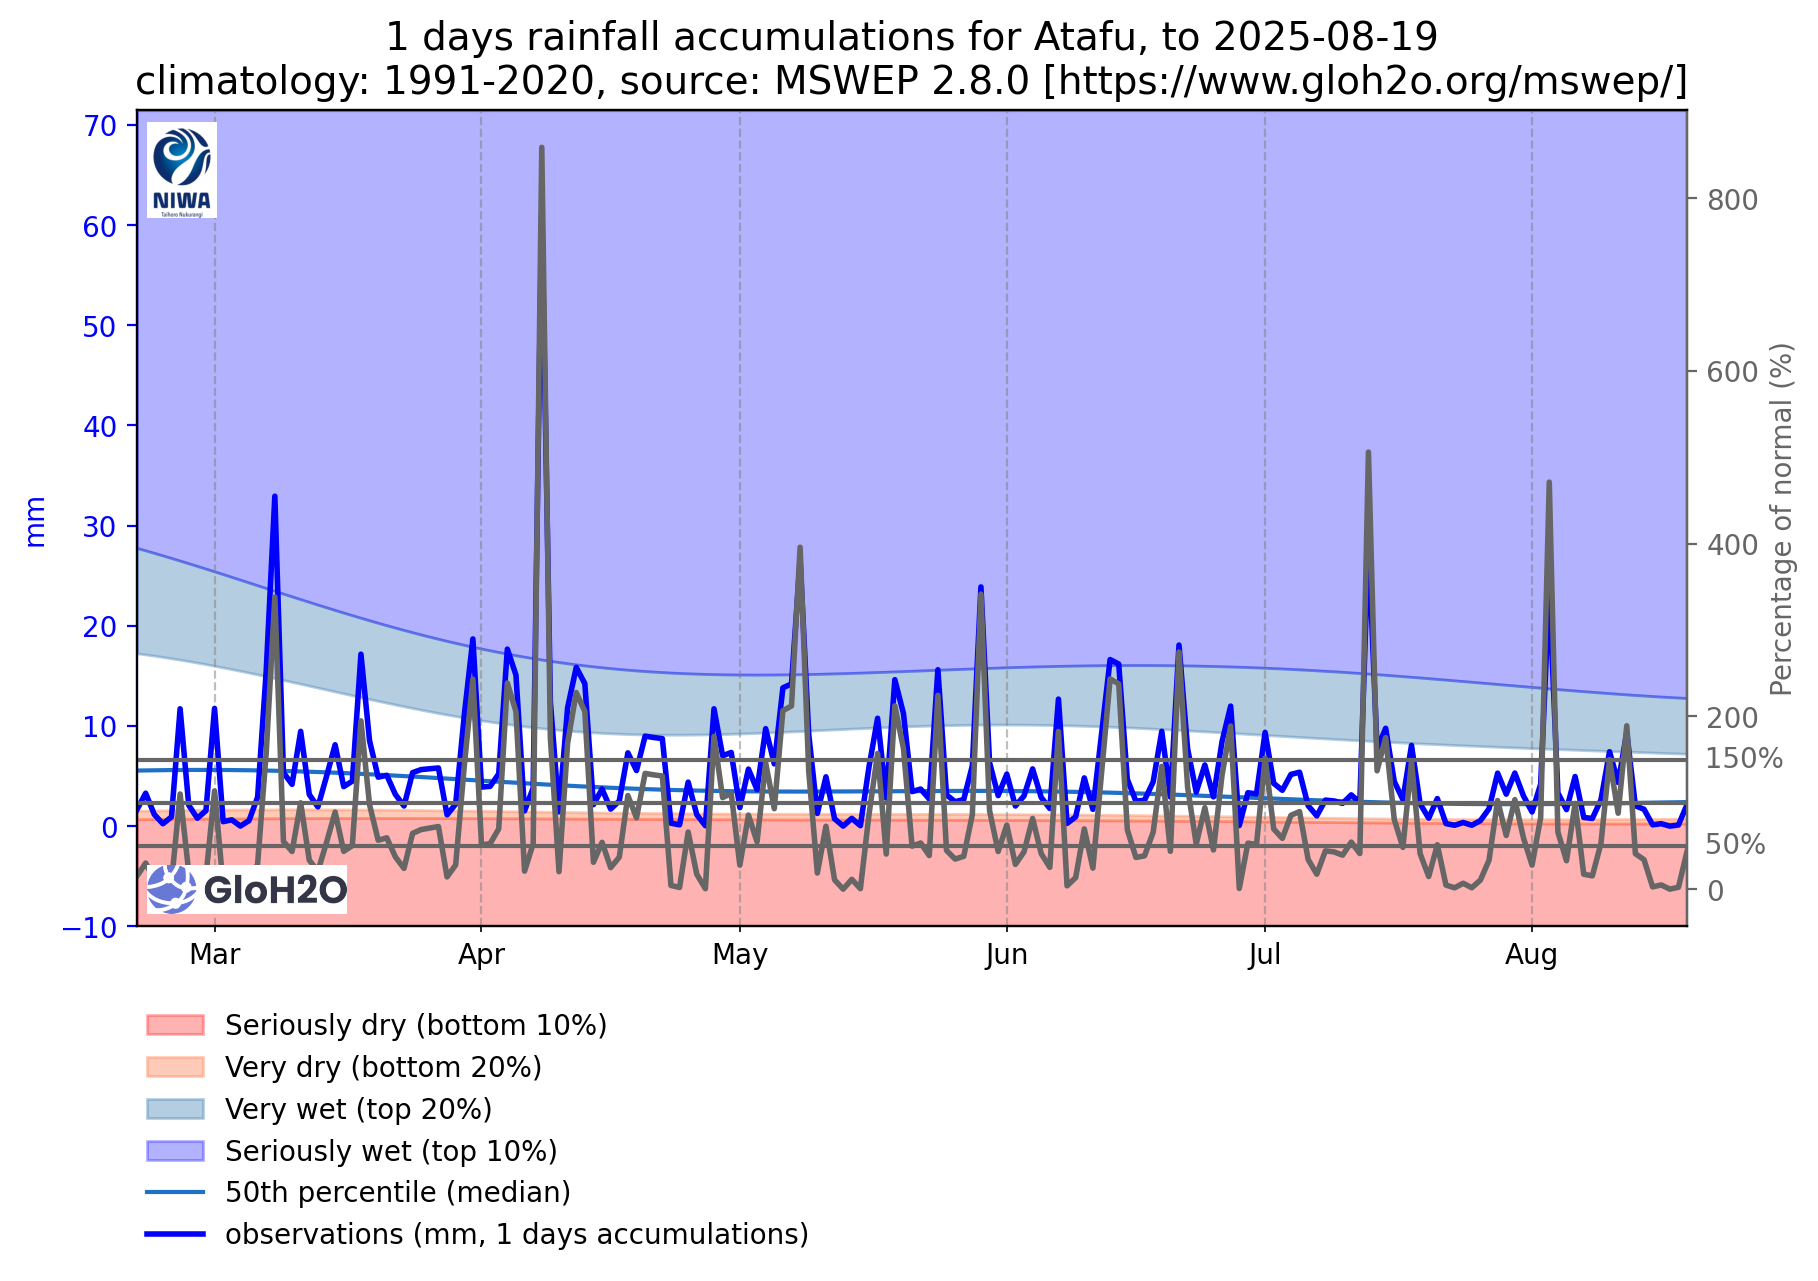 1 days rainfall accumulations for Atafu, to 2025-08-19
climatology: 1991-2020, source: MSWEP 2.8.0 [https://www.gloh2o.org/mswep/]
70
60
50
40
30
20
10
0
−10
mm
NIWA
Taihoro Nukurangi
GloH2O
800
600
400
200
150%
50%
0
Percentage of normal (%)
Mar
Apr
May
Jun
Jul
Aug
Seriously dry (bottom 10%)
Very dry (bottom 20%)
Very wet (top 20%)
Seriously wet (top 10%)
50th percentile (median)
observations (mm, 1 days accumulations)